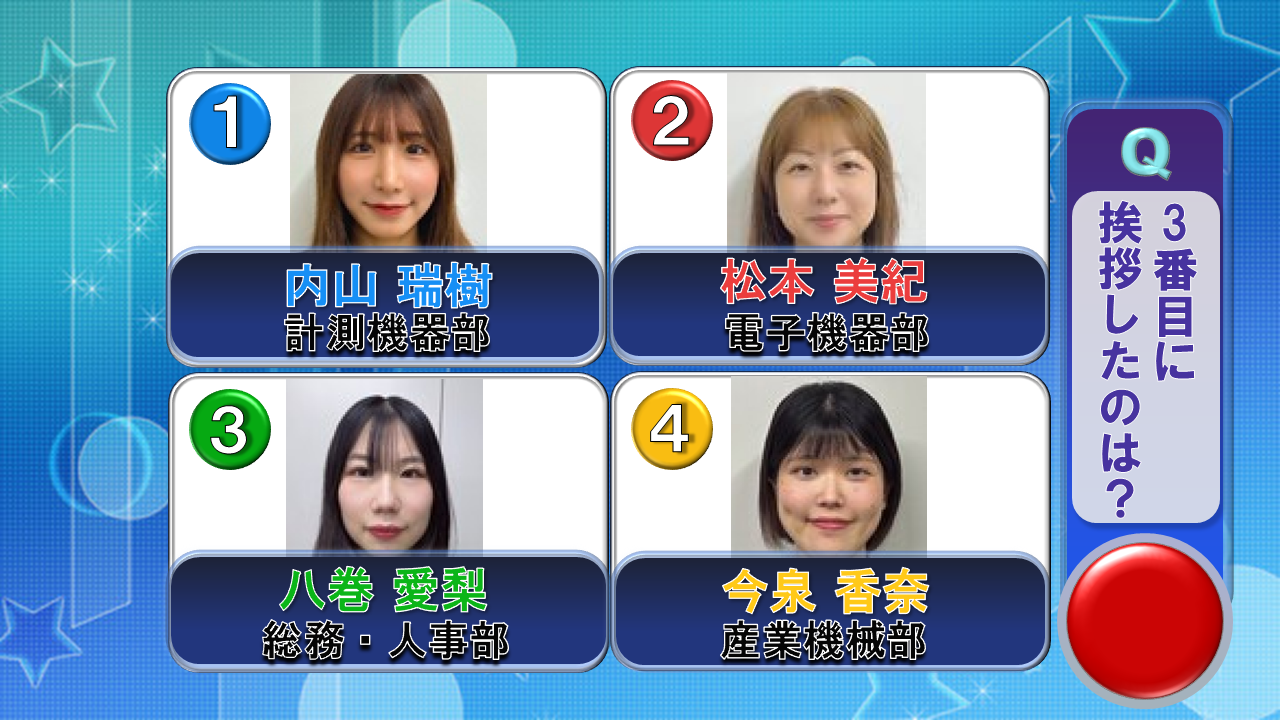 1
内山 瑞樹
計測機器部
2
松本 美紀
電子機器部
3
八巻 愛梨
総務・人事部
4
今泉 香奈
産業機械部
Q
3番目に
挨拶したのは？